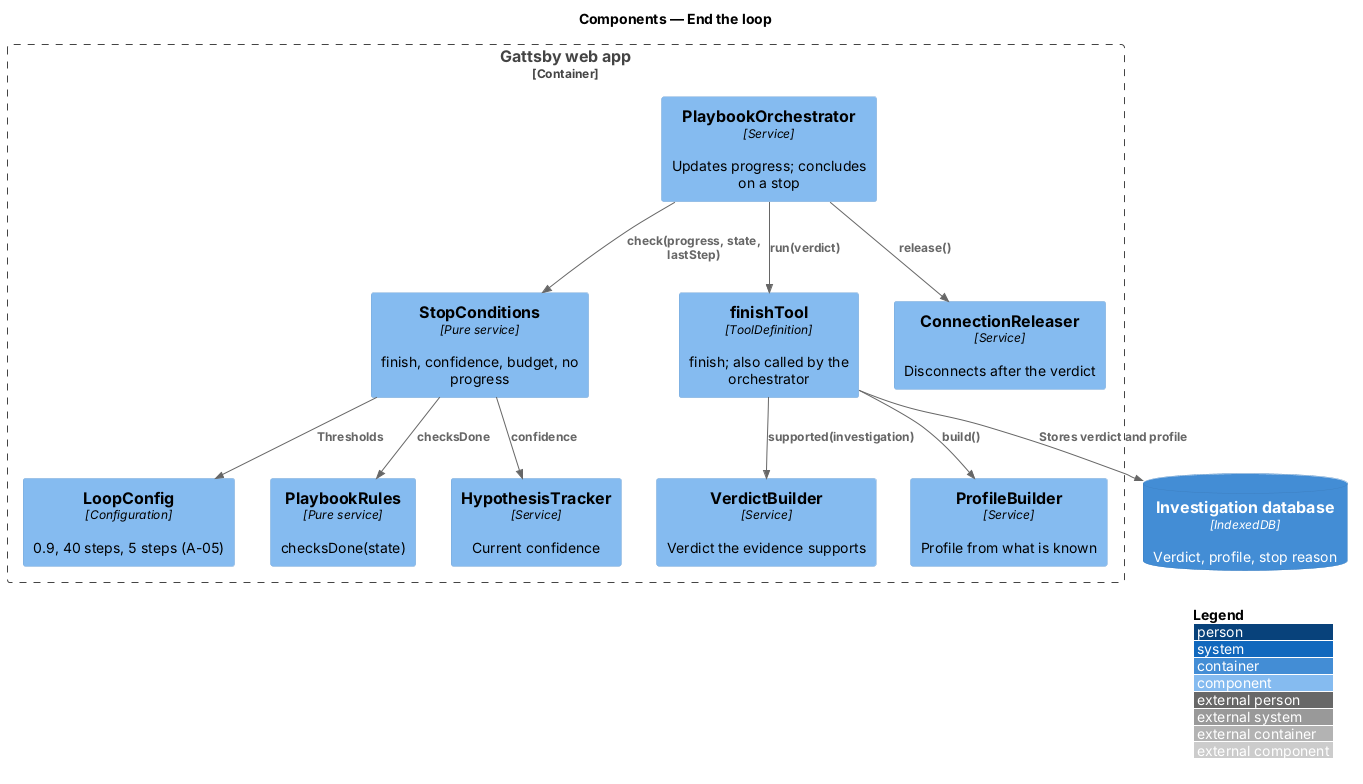 Components — End the loop
Gattsby web app
[Container]
PlaybookOrchestrator
[Service]
Updates progress; concludes
on a stop
check(progress, state,
lastStep)
run(verdict)
release()
StopConditions
[Pure service]
finish, confidence, budget, no
progress
finishTool
[ToolDefinition]
finish; also called by the
orchestrator
ConnectionReleaser
[Service]
Disconnects after the verdict
Thresholds
checksDone
confidence
supported(investigation)
build()
Stores verdict and profile
LoopConfig
[Configuration]
0.9, 40 steps, 5 steps (A-05)
PlaybookRules
[Pure service]
checksDone(state)
HypothesisTracker
[Service]
Current confidence
VerdictBuilder
[Service]
Verdict the evidence supports
ProfileBuilder
[Service]
Profile from what is known
Investigation database
[IndexedDB]
Verdict, profile, stop reason
Legend
person
system
container
component
external person
external system
external container
external component